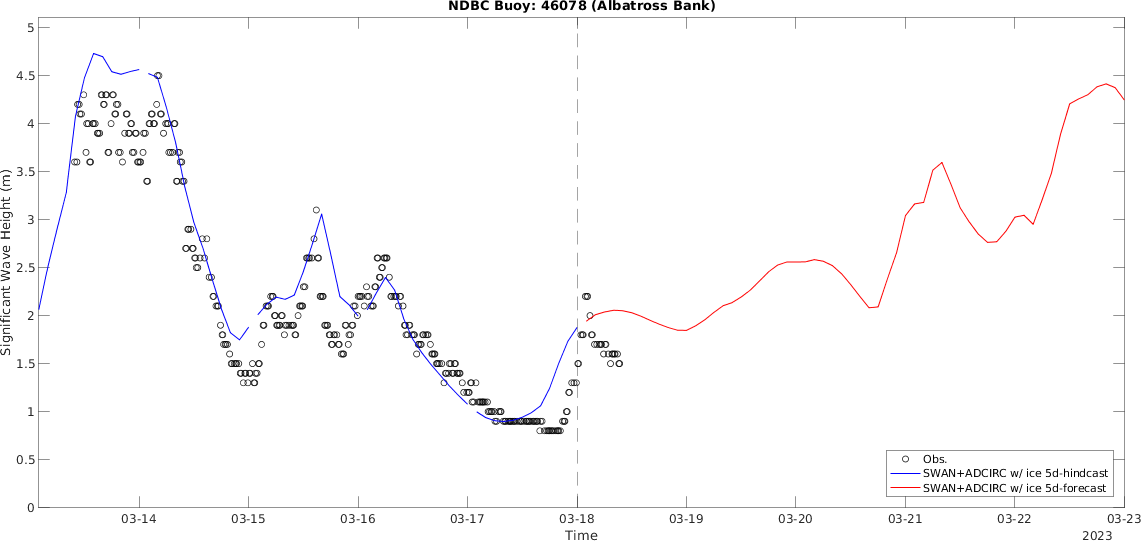 NDBC Buoy: 46078 (Albatross Bank)
5
4.5
4
3.5
3
2.5
2
1.5
1
0.5
0
Significant Wave Height (m)
Obs.
SWAN+ADCIRC w/ ice 5d-hindcast
SWAN+ADCIRC w/ ice 5d-forecast
03-14 03-15 03-16 03-17 03-18 03-19 03-20 03-21 03-22 03-23
Time
2023